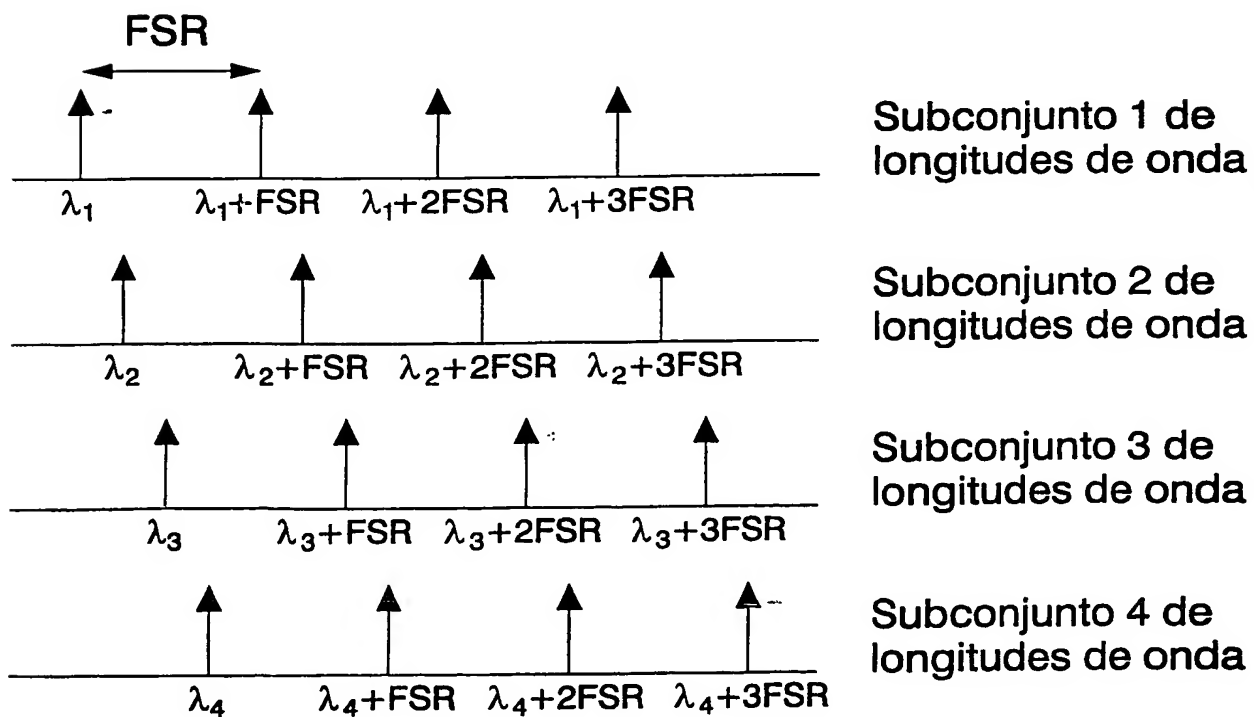 FSR
Subconjunto 1 de
longitudes de onda
λ₁ λ₁+FSR λ₁+2FSR λ₁+3FSR
Subconjunto 2 de
longitudes de onda
λ₂ λ₂+FSR λ₂+2FSR λ₂+3FSR
Subconjunto 3 de
longitudes de onda
λ₃ λ₃+FSR λ₃+2FSR λ₃+3FSR
Subconjunto 4 de
longitudes de onda
λ₄ λ₄+FSR λ₄+2FSR λ₄+3FSR